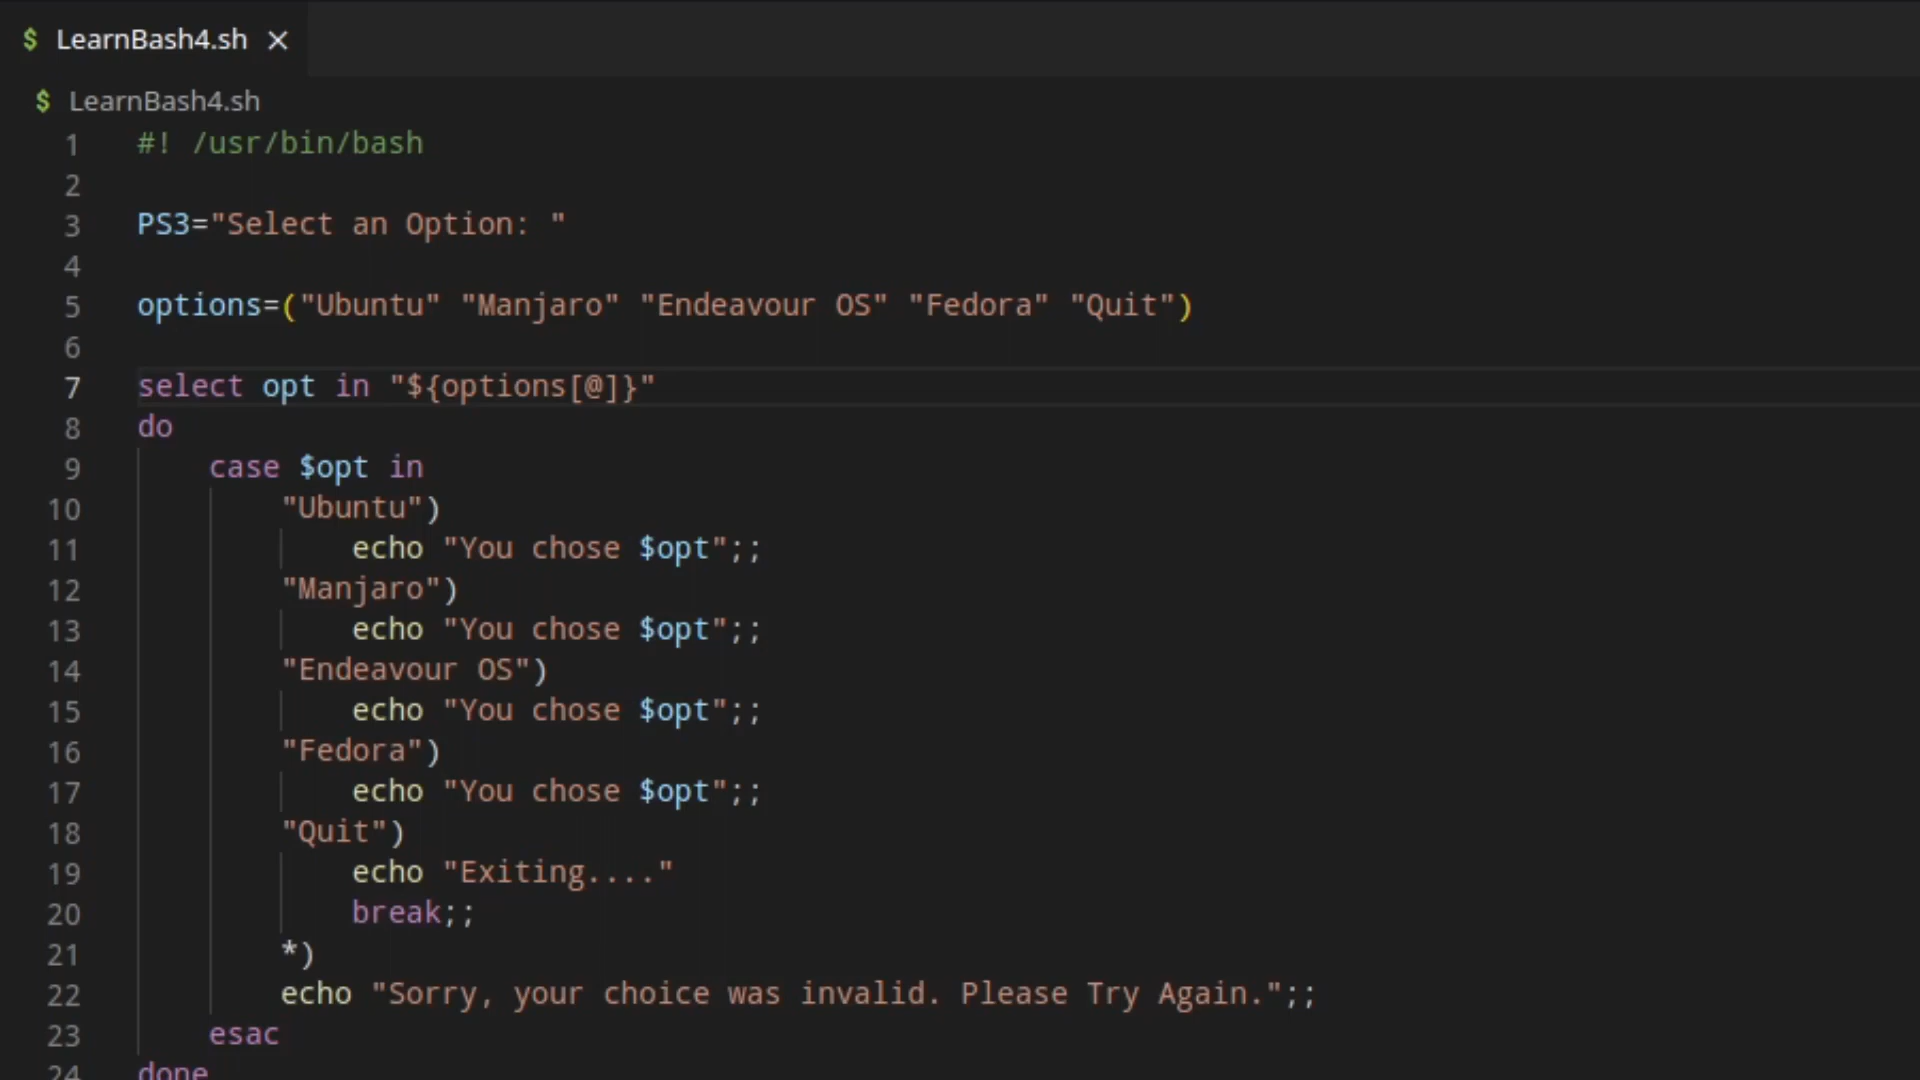 $ LearnBash4.sh ×
$ LearnBash4.sh
1 #! /usr/bin/bash
2
3 PS3="Select an Option: "
4
5 options=("Ubuntu" "Manjaro" "Endeavour OS" "Fedora" "Quit")
6
7 select opt in "${options[@]}"
8 do
9     case $opt in
10         "Ubuntu")
11             echo "You chose $opt";;
12         "Manjaro")
13             echo "You chose $opt";;
14         "Endeavour OS")
15             echo "You chose $opt";;
16         "Fedora")
17             echo "You chose $opt";;
18         "Quit")
19             echo "Exiting...."
20             break;;
21         *)
22         echo "Sorry, your choice was invalid. Please Try Again.";;
23     esac
24 done